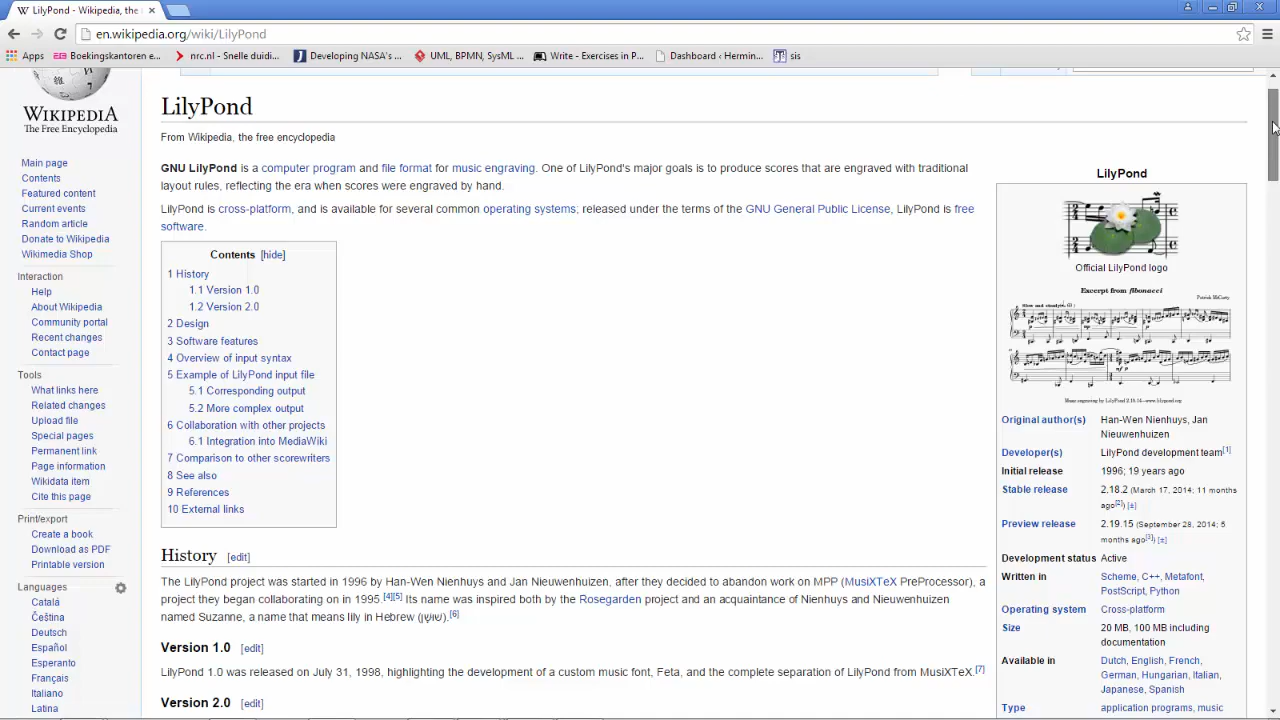 LilyPond - Wikipedia, the
en.wikipedia.org/wiki/LilyPond
Apps Boekingskantoren e... nrc.nl - Snelle duidi... Developing NASA's ... UML, BPMN, SysML ... Write - Exercises in P... Dashboard ‹ Hermin... sis
WIKIPEDIA
The Free Encyclopedia
Main page
Contents
Featured content
Current events
Random article
Donate to Wikipedia
Wikimedia Shop
Interaction
Help
About Wikipedia
Community portal
Recent changes
Contact page
Tools
What links here
Related changes
Upload file
Special pages
Permanent link
Page information
Wikidata item
Cite this page
Print/export
Create a book
Download as PDF
Printable version
Languages
Català
Čeština
Deutsch
Español
Esperanto
Français
Italiano
Latina
LilyPond
From Wikipedia, the free encyclopedia
GNU LilyPond is a computer program and file format for music engraving. One of LilyPond's major goals is to produce scores that are engraved with traditional
layout rules, reflecting the era when scores were engraved by hand.
LilyPond is cross-platform, and is available for several common operating systems; released under the terms of the GNU General Public License, LilyPond is free
software.
Contents [hide]
1 History
1.1 Version 1.0
1.2 Version 2.0
2 Design
3 Software features
4 Overview of input syntax
5 Example of LilyPond input file
5.1 Corresponding output
5.2 More complex output
6 Collaboration with other projects
6.1 Integration into MediaWiki
7 Comparison to other scorewriters
8 See also
9 References
10 External links
History [edit]
The LilyPond project was started in 1996 by Han-Wen Nienhuys and Jan Nieuwenhuizen, after they decided to abandon work on MPP (MusiXTeX PreProcessor), a
project they began collaborating on in 1995.[4][5] Its name was inspired both by the Rosegarden project and an acquaintance of Nienhuys and Nieuwenhuizen
named Suzanne, a name that means lily in Hebrew (שׁוֹשָׁן).[6]
Version 1.0 [edit]
LilyPond 1.0 was released on July 31, 1998, highlighting the development of a custom music font, Feta, and the complete separation of LilyPond from MusiXTeX.[7]
Version 2.0 [edit]
LilyPond
Official LilyPond logo
Excerpt from fibonacci
Patrick McCarty
Music engraving by LilyPond 2.15.14—www.lilypond.org
Original author(s) Han-Wen Nienhuys, Jan
Nieuwenhuizen
Developer(s) LilyPond development team[1]
Initial release 1996; 19 years ago
Stable release 2.18.2 (March 17, 2014; 11 months
ago[2]) [±]
Preview release 2.19.15 (September 28, 2014; 5
months ago[3]) [±]
Development status Active
Written in Scheme, C++, Metafont,
PostScript, Python
Operating system Cross-platform
Size 20 MB, 100 MB including
documentation
Available in Dutch, English, French,
German, Hungarian, Italian,
Japanese, Spanish
Type application programs, music